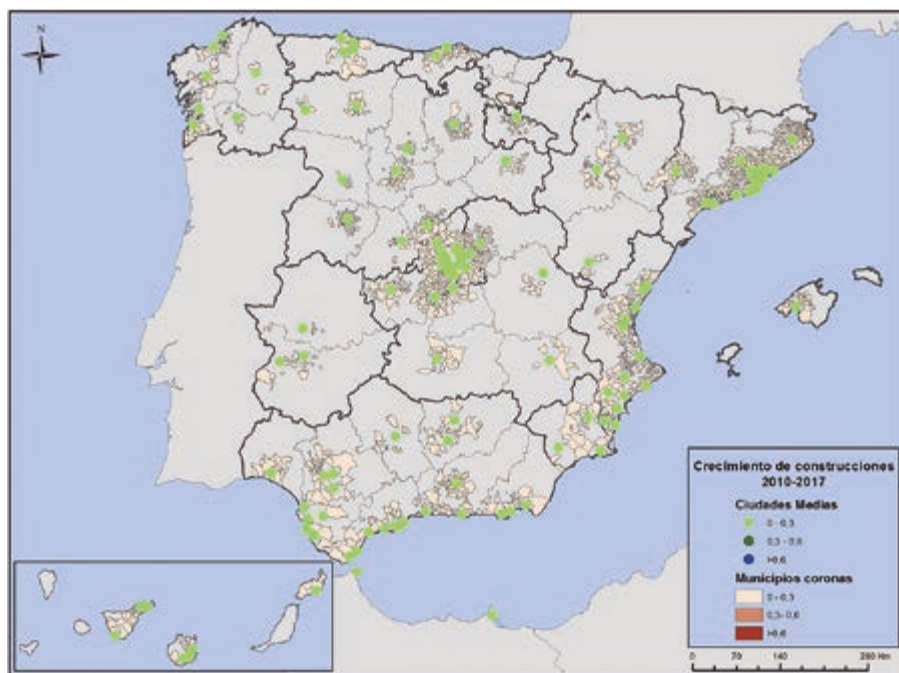 N
Crecimiento de construcciones
2010-2017
Ciudades Medias
0 - 0,3
0,3 - 0,6
>0,6
Municipios coronas
0 - 0,3
0,3- 0,6
>0,6
0 70 140 280 Km